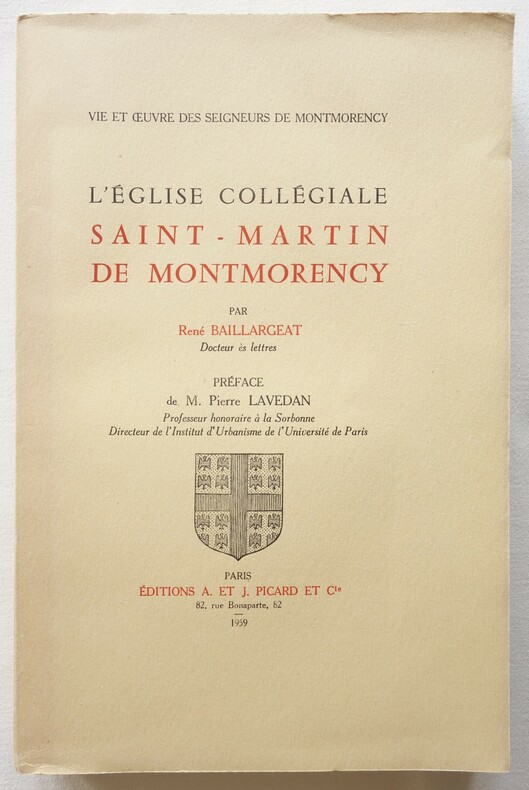 VIE ET ŒUVRE DES SEIGNEURS DE MONTMORENCY
L'ÉGLISE COLLÉGIALE
SAINT - MARTIN
DE MONTMORENCY
PAR
René BAILLARGEAT
Docteur ès lettres
PRÉFACE
de M. Pierre LAVEDAN
Professeur honoraire à la Sorbonne
Directeur de l'Institut d'Urbanisme de l'Université de Paris
PARIS
ÉDITIONS A. ET J. PICARD ET Cie
82, rue Bonaparte, 82
1959